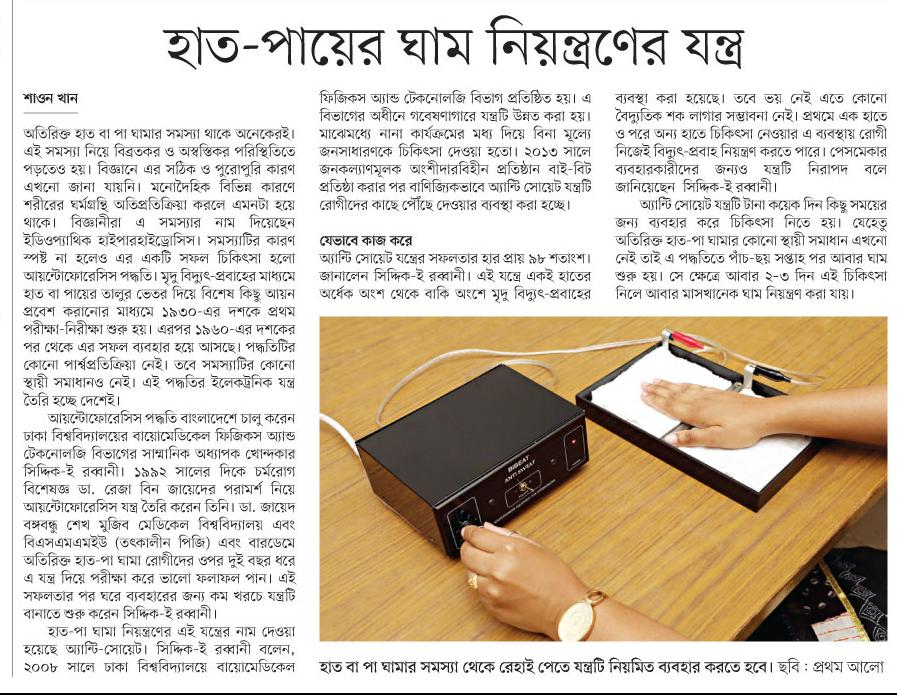 হাত-পায়ের ঘাম নিয়ন্ত্রণের যন্ত্র
শাওন খান
অতিরিক্ত হাত বা পা ঘামার সমস্যা থাকে অনেকেরই।
এই সমস্যা নিয়ে বিব্রতকর ও অস্বস্তিকর পরিস্থিতিতে
পড়তেও হয়। বিজ্ঞানে এর সঠিক ও পুরোপুরি কারণ
এখনো জানা যায়নি। মনোদৈহিক বিভিন্ন কারণে
শরীরের ঘর্মগ্রন্থি অতিপ্রতিক্রিয়া করলে এমনটা হয়ে
থাকে। বিজ্ঞানীরা এ সমস্যার নাম দিয়েছেন
ইডিওপ্যাথিক হাইপারহাইড্রোসিস। সমস্যাটির কারণ
স্পষ্ট না হলেও এর একটি সফল চিকিৎসা হলো
আয়ন্টোফোরেসিস পদ্ধতি। মৃদু বিদ্যুৎ-প্রবাহের মাধ্যমে
হাত বা পায়ের তালুর ভেতর দিয়ে বিশেষ কিছু আয়ন
প্রবেশ করানোর মাধ্যমে ১৯৩০-এর দশকে প্রথম
পরীক্ষা-নিরীক্ষা শুরু হয়। এরপর ১৯৬০-এর দশকের
পর থেকে এর সফল ব্যবহার হয়ে আসছে। পদ্ধতিটির
কোনো পার্শ্বপ্রতিক্রিয়া নেই। তবে সমস্যাটির কোনো
স্থায়ী সমাধানও নেই। এই পদ্ধতির ইলেকট্রনিক যন্ত্র
তৈরি হচ্ছে দেশেই।
আয়ন্টোফোরেসিস পদ্ধতি বাংলাদেশে চালু করেন
ঢাকা বিশ্ববিদ্যালয়ের বায়োমেডিকেল ফিজিকস অ্যান্ড
টেকনোলজি বিভাগের সাম্মানিক অধ্যাপক খোন্দকার
সিদ্দিক-ই রব্বানী। ১৯৯২ সালের দিকে চর্মরোগ
বিশেষজ্ঞ ডা. রেজা বিন জায়েদের পরামর্শ নিয়ে
আয়ন্টোফোরেসিস যন্ত্র তৈরি করেন তিনি। ডা. জায়েদ
বঙ্গবন্ধু শেখ মুজিব মেডিকেল বিশ্ববিদ্যালয় এবং
বিএসএমএমইউ (তৎকালীন পিজি) এবং বারডেমে
অতিরিক্ত হাত-পা ঘামা রোগীদের ওপর দুই বছর ধরে
এ যন্ত্র দিয়ে পরীক্ষা করে ভালো ফলাফল পান। এই
সফলতার পর ঘরে ব্যবহারের জন্য কম খরচে যন্ত্রটি
বানাতে শুরু করেন সিদ্দিক-ই রব্বানী।
হাত-পা ঘামা নিয়ন্ত্রণের এই যন্ত্রের নাম দেওয়া
হয়েছে অ্যান্টি-সোয়েট। সিদ্দিক-ই রব্বানী বলেন,
২০০৮ সালে ঢাকা বিশ্ববিদ্যালয়ে বায়োমেডিকেল
ফিজিকস অ্যান্ড টেকনোলজি বিভাগ প্রতিষ্ঠিত হয়। এ
বিভাগের অধীনে গবেষণাগারে যন্ত্রটি উন্নত করা হয়।
মাঝেমধ্যে নানা কার্যক্রমের মধ্য দিয়ে বিনা মূল্যে
জনসাধারণকে চিকিৎসা দেওয়া হতো। ২০১৩ সালে
জনকল্যাণমূলক অংশীদারবিহীন প্রতিষ্ঠান বাই-বিট
প্রতিষ্ঠা করার পর বাণিজ্যিকভাবে অ্যান্টি সোয়েট যন্ত্রটি
রোগীদের কাছে পৌঁছে দেওয়ার ব্যবস্থা করা হচ্ছে।
যেভাবে কাজ করে
অ্যান্টি সোয়েট যন্ত্রের সফলতার হার প্রায় ৯৮ শতাংশ।
জানালেন সিদ্দিক-ই রব্বানী। এই যন্ত্রে একই হাতের
অর্ধেক অংশ থেকে বাকি অংশে মৃদু বিদ্যুৎ-প্রবাহের
ব্যবস্থা করা হয়েছে। তবে ভয় নেই এতে কোনো
বৈদ্যুতিক শক লাগার সম্ভাবনা নেই। প্রথমে এক হাতে
ও পরে অন্য হাতে চিকিৎসা নেওয়ার এ ব্যবস্থায় রোগী
নিজেই বিদ্যুৎ-প্রবাহ নিয়ন্ত্রণ করতে পারে। পেসমেকার
ব্যবহারকারীদের জন্যও যন্ত্রটি নিরাপদ বলে
জানিয়েছেন সিদ্দিক-ই রব্বানী।
অ্যান্টি সোয়েট যন্ত্রটি টানা কয়েক দিন কিছু সময়ের
জন্য ব্যবহার করে চিকিৎসা নিতে হয়। যেহেতু
অতিরিক্ত হাত-পা ঘামার কোনো স্থায়ী সমাধান এখনো
নেই তাই এ পদ্ধতিতে পাঁচ-ছয় সপ্তাহ পর আবার ঘাম
শুরু হয়। সে ক্ষেত্রে আবার ২-৩ দিন এই চিকিৎসা
নিলে আবার মাসখানেক ঘাম নিয়ন্ত্রণ করা যায়।
BIBEAT
ANTI SWEAT
হাত বা পা ঘামার সমস্যা থেকে রেহাই পেতে যন্ত্রটি নিয়মিত ব্যবহার করতে হবে। ছবি : প্রথম আলো